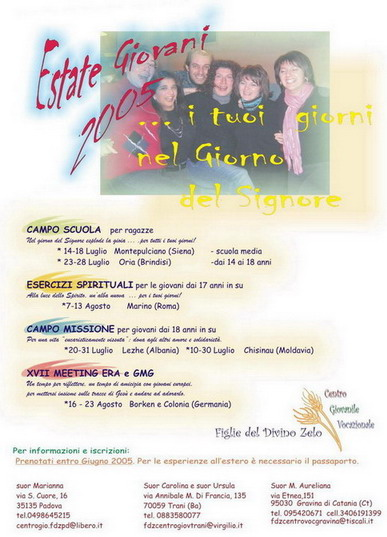 Estate Giovani
2005
... i tuoi giorni
nel Giorno
del Signore
CAMPO SCUOLA per ragazze
Nel giorno del Signore esplode la gioia ... per tutti i tuoi giorni!
* 14-18 Luglio Montepulciano (Siena) - scuola media
* 23-28 Luglio Oria (Brindisi) -dai 14 ai 18 anni
ESERCIZI SPIRITUALI per le giovani dai 17 anni in su
Alla luce dello Spirito, un'alba nuova ... per i tuoi giorni!
*7-13 Agosto Marino (Roma)
CAMPO MISSIONE per giovani dai 18 anni in su
Per una vita "eucaristicamente vissuta": dona agli altri amore e solidarietà.
*20-31 Luglio Lezhe (Albania) *10-30 Luglio Chisinau (Moldavia)
XVII MEETING ERA e GMG
Un tempo per riflettere, un tempo di amicizia con giovani europei,
per mettersi insieme sulle tracce di Gesù e andare ad adorarlo.
*16 - 23 Agosto Borken e Colonia (Germania)
Centro
Giovanile
Vocazionale
Figlie del Divino Zelo
Per informazioni e iscrizioni:
Prenotati entro Giugno 2005. Per le esperienze all'estero è necessario il passaporto.
suor Marianna
via S. Cuore, 16
35135 Padova
tel.0498645215
centrogio.fdzpd@libero.it
Suor Carolina e suor Ursula
via Annibale M. Di Francia, 135
70059 Trani (Ba)
tel. 0883580077
fdzcentrogiovtrani@virgilio.it
Suor M. Aureliana
via Etnea,151
95030 Gravina di Catania (Ct)
tel. 095420671 cell.3406191399
fdzcentrovocgravina@tiscali.it